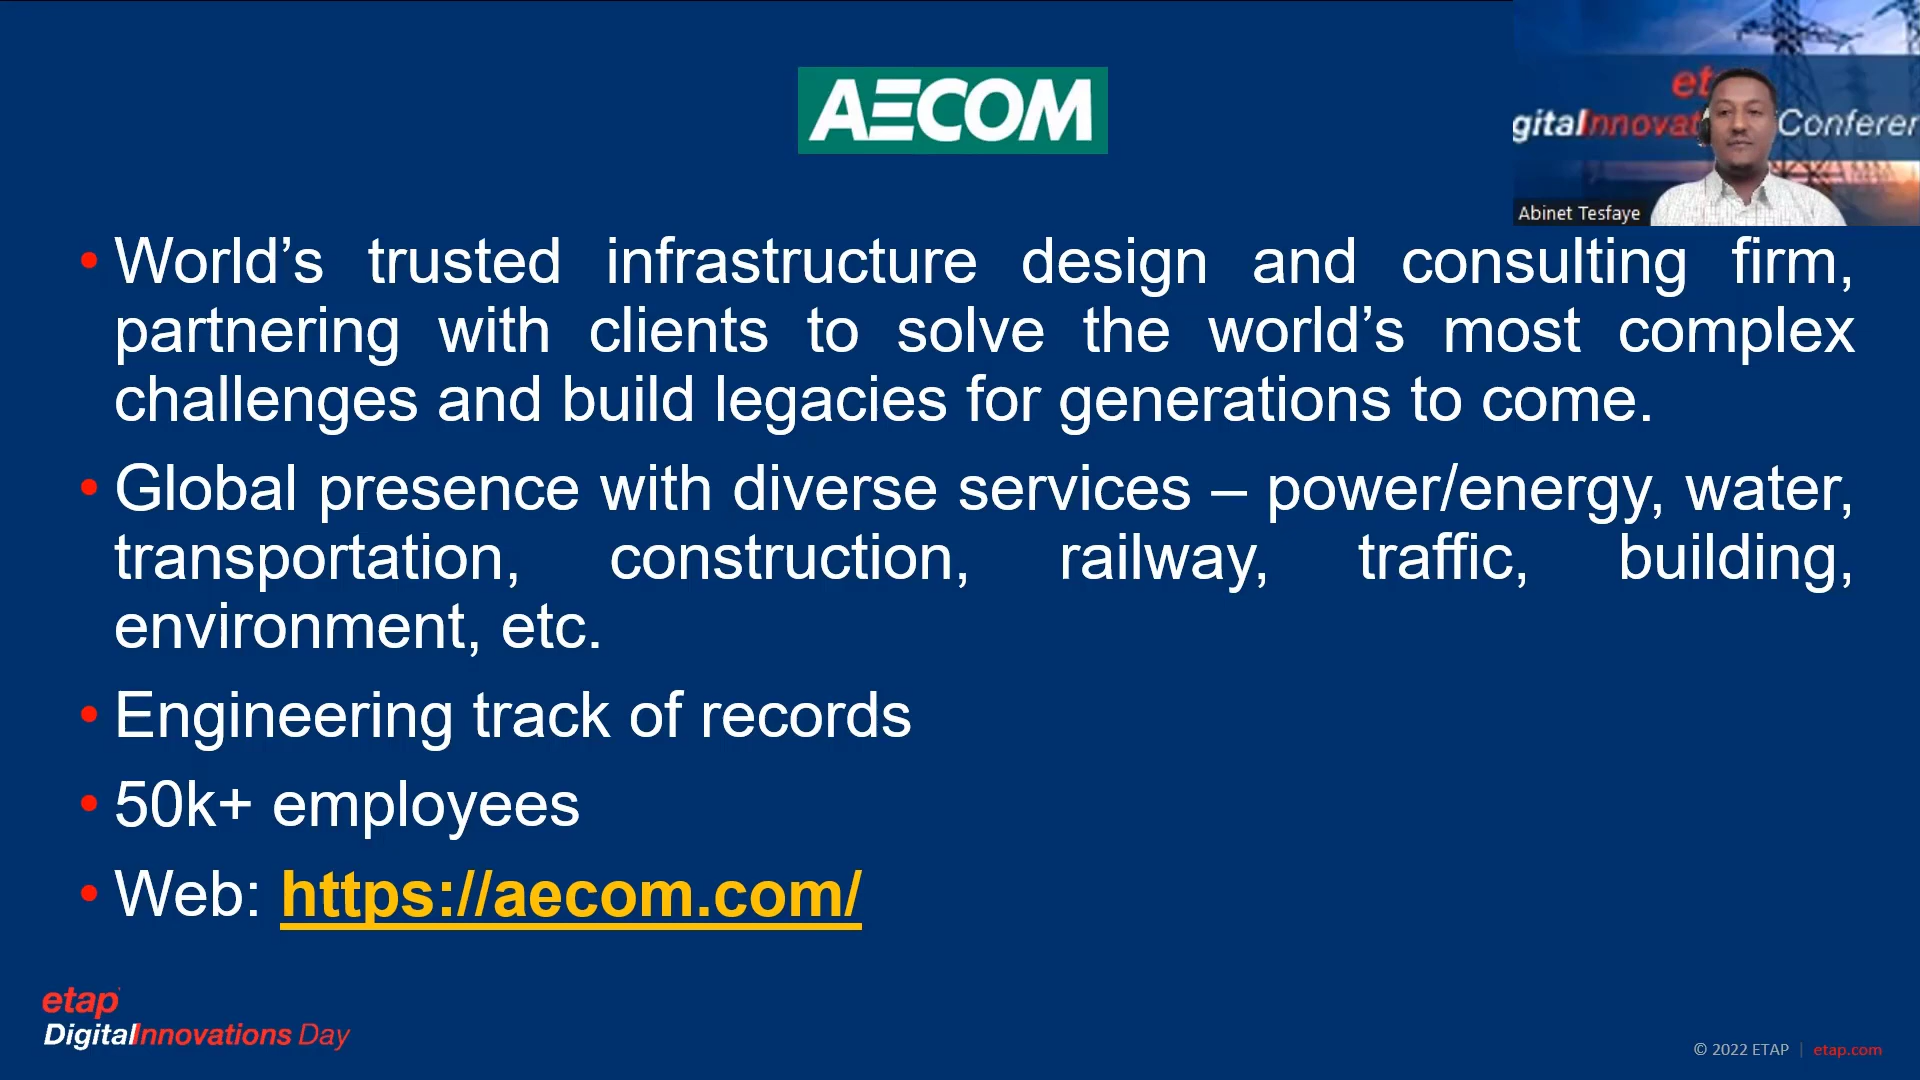 AECOM
et
gitalInnovat Conferen
Abinet Tesfaye
• World’s trusted infrastructure design and consulting firm,
partnering with clients to solve the world’s most complex
challenges and build legacies for generations to come.
• Global presence with diverse services – power/energy, water,
transportation, construction, railway, traffic, building,
environment, etc.
• Engineering track of records
• 50k+ employees
• Web: https://aecom.com/
etap
DigitalInnovations Day
© 2022 ETAP | etap.com